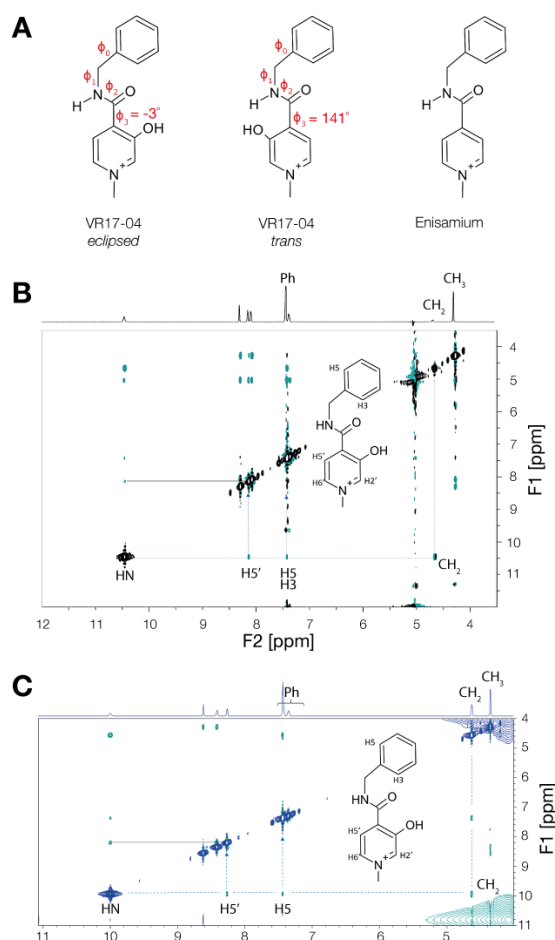 A
ϕ₀
ϕ₁
ϕ₂
H
N
O
ϕ₃ = -3°
OH
N
+
VR17-04
eclipsed
ϕ₀
ϕ₁
ϕ₂
H
N
O
ϕ₃ = 141°
HO
N
+
VR17-04
trans
H
N
O
N
+
Enisamium
B
Ph
CH₂
CH₃
H5
H3
HN
O
H5'
OH
H6
N
+
H2'
HN
H5'
H5
H3
CH₂
4
5
6
7
8
9
10
11
F1 [ppm]
12 11 10 9 8 7 6 5 4
F2 [ppm]
C
Ph
CH₂
CH₃
H5
H3
HN
O
H5'
OH
H6
N
+
H2'
HN
H5'
H5
CH₂
4
5
6
7
8
9
10
11
F1 [ppm]
11 10 9 8 7 6 5